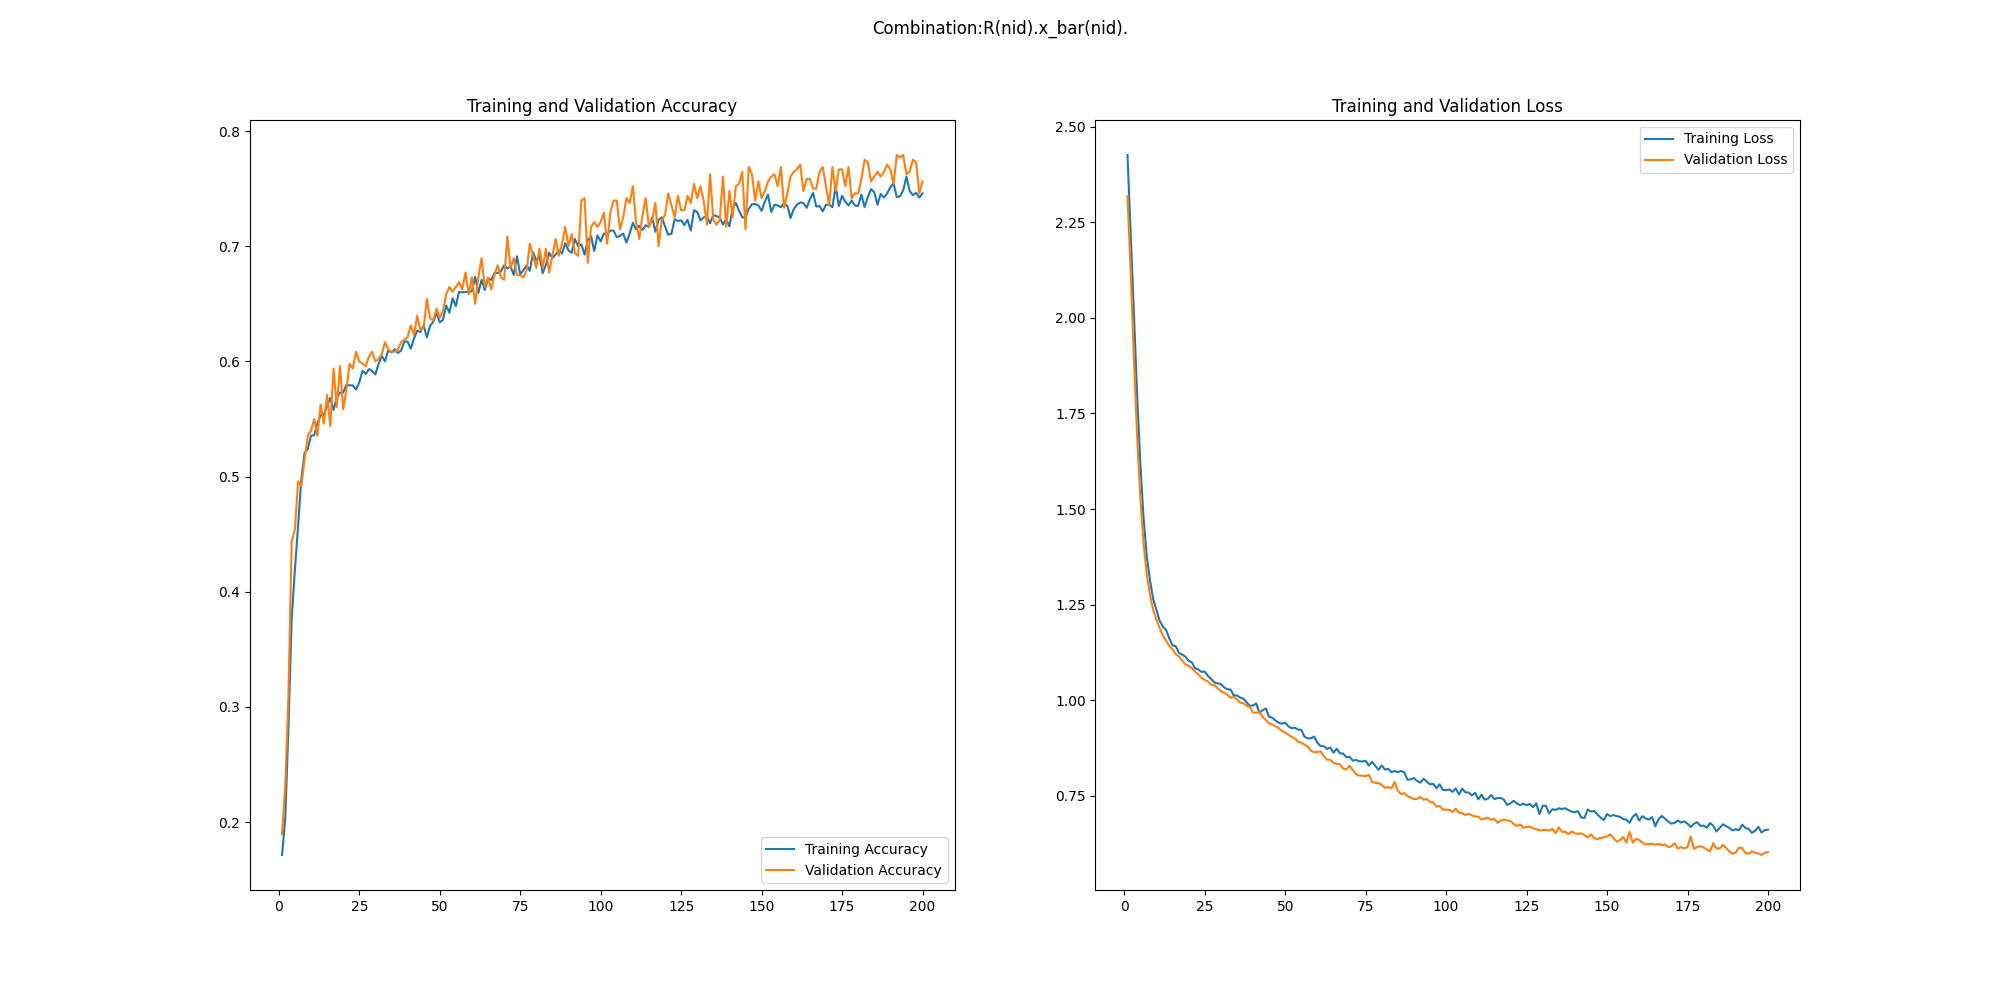 Combination:R(nid).x_bar(nid).
Training and Validation Accuracy
0.8
0.7
0.6
0.5
0.4
0.3
0.2
0 25 50 75 100 125 150 175 200
Training Accuracy
Validation Accuracy
Training and Validation Loss
2.50
2.25
2.00
1.75
1.50
1.25
1.00
0.75
0 25 50 75 100 125 150 175 200
Training Loss
Validation Loss